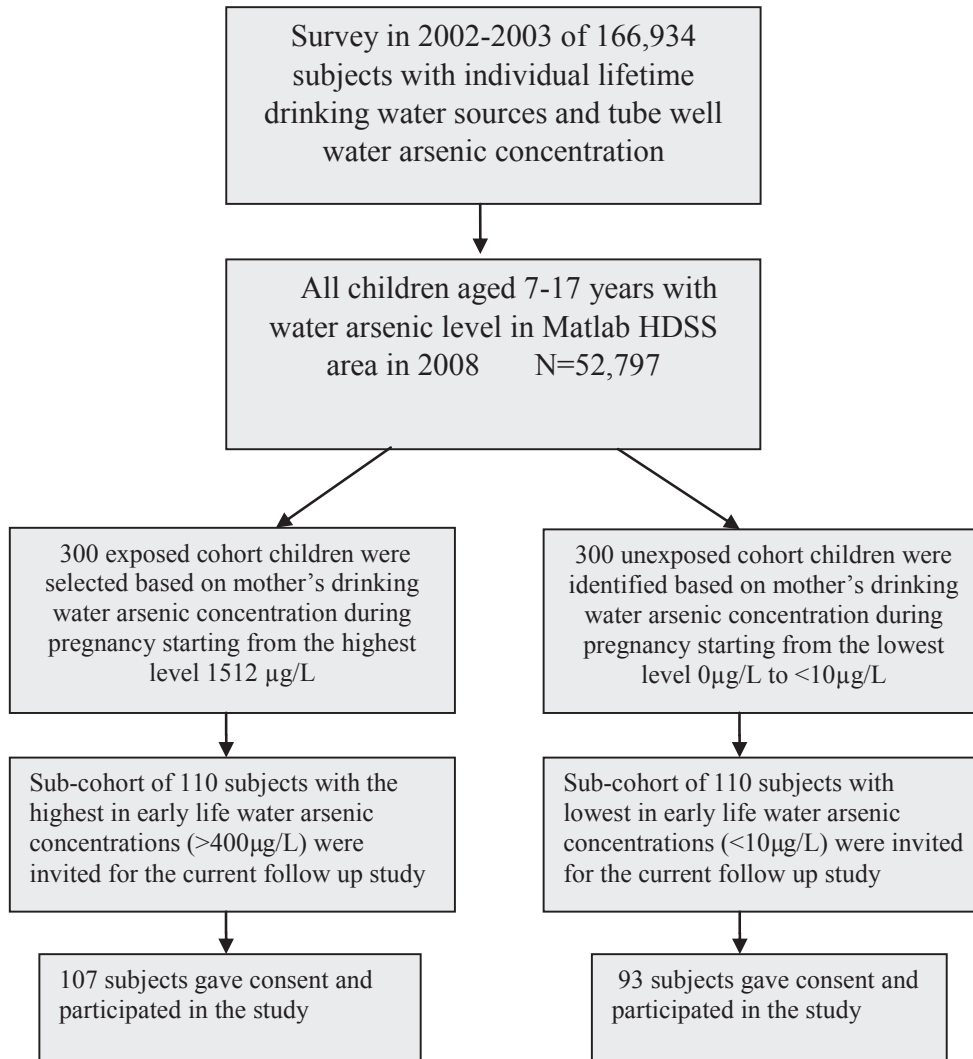 Survey in 2002-2003 of 166,934
subjects with individual lifetime
drinking water sources and tube well
water arsenic concentration
All children aged 7-17 years with
water arsenic level in Matlab HDSS
area in 2008 N=52,797
300 exposed cohort children were
selected based on mother’s drinking
water arsenic concentration during
pregnancy starting from the highest
level 1512 µg/L
300 unexposed cohort children were
identified based on mother’s drinking
water arsenic concentration during
pregnancy starting from the lowest
level 0µg/L to <10µg/L
Sub-cohort of 110 subjects with the
highest in early life water arsenic
concentrations (>400µg/L) were
invited for the current follow up study
Sub-cohort of 110 subjects with
lowest in early life water arsenic
concentrations (<10µg/L) were invited
for the current follow up study
107 subjects gave consent and
participated in the study
93 subjects gave consent and
participated in the study